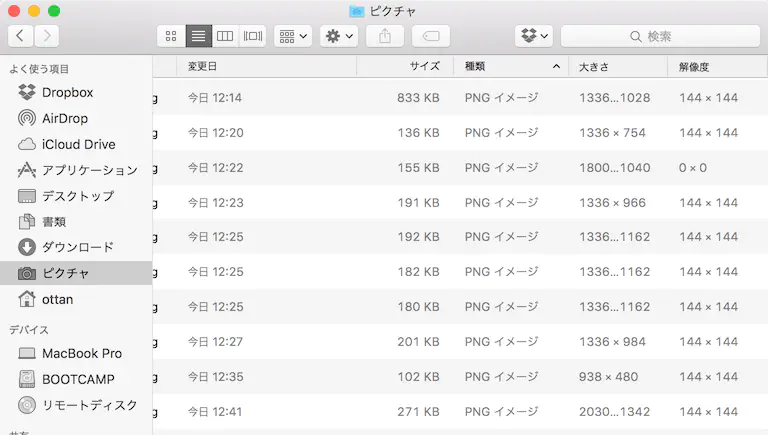 ピクチャ
検索
よく使う項目
Dropbox
AirDrop
iCloud Drive
アプリケーション
デスクトップ
書類
ダウンロード
ピクチャ
ottan
デバイス
MacBook Pro
BOOTCAMP
リモートディスク
変更日 サイズ 種類 大きさ 解像度
g 今日 12:14 833 KB PNG イメージ 1336...1028 144 × 144
g 今日 12:20 136 KB PNG イメージ 1336 × 754 144 × 144
g 今日 12:22 155 KB PNG イメージ 1800...1040 0 × 0
g 今日 12:23 191 KB PNG イメージ 1336 × 966 144 × 144
g 今日 12:25 192 KB PNG イメージ 1336...1162 144 × 144
g 今日 12:25 182 KB PNG イメージ 1336...1162 144 × 144
g 今日 12:25 180 KB PNG イメージ 1336...1162 144 × 144
g 今日 12:27 201 KB PNG イメージ 1336 × 984 144 × 144
g 今日 12:35 102 KB PNG イメージ 938 × 480 144 × 144
g 今日 12:41 271 KB PNG イメージ 2030...1342 144 × 144